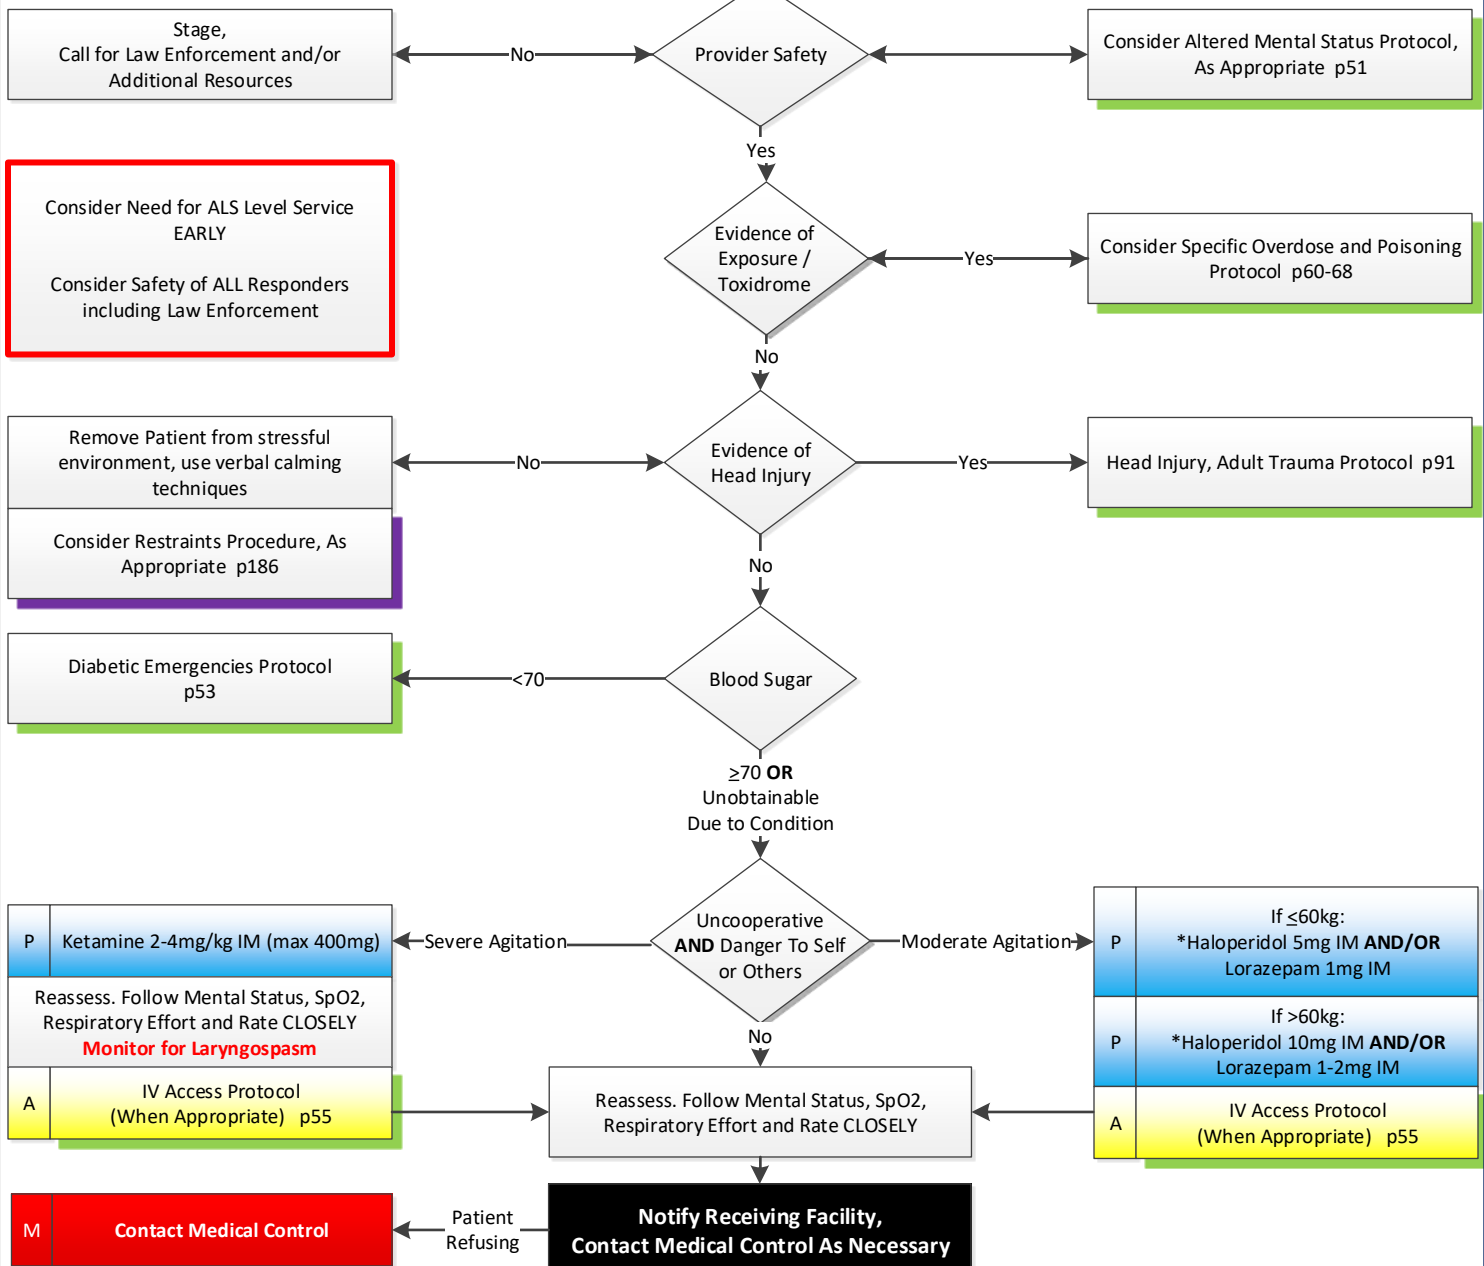 Stage,
Call for Law Enforcement and/or
Additional Resources
No
Provider Safety
Consider Altered Mental Status Protocol,
As Appropriate  p51
Yes
Consider Need for ALS Level Service
EARLY
Consider Safety of ALL Responders
including Law Enforcement
Evidence of
Exposure /
Toxidrome
Yes
Consider Specific Overdose and Poisoning
Protocol  p60-68
No
Remove Patient from stressful
environment, use verbal calming
techniques
No
Evidence of
Head Injury
Yes
Head Injury, Adult Trauma Protocol  p91
Consider Restraints Procedure, As
Appropriate  p186
No
Diabetic Emergencies Protocol
p53
<70
Blood Sugar
≥70 OR
Unobtainable
Due to Condition
P
Ketamine 2-4mg/kg IM (max 400mg)
Severe Agitation
Uncooperative
AND Danger To Self
or Others
Moderate Agitation
P
If ≤60kg:
*Haloperidol 5mg IM AND/OR
Lorazepam 1mg IM
Reassess. Follow Mental Status, SpO2,
Respiratory Effort and Rate CLOSELY
Monitor for Laryngospasm
P
If >60kg:
*Haloperidol 10mg IM AND/OR
Lorazepam 1-2mg IM
No
A
IV Access Protocol
(When Appropriate)   p55
Reassess. Follow Mental Status, SpO2,
Respiratory Effort and Rate CLOSELY
A
IV Access Protocol
(When Appropriate)   p55
M
Contact Medical Control
Patient
Refusing
Notify Receiving Facility,
Contact Medical Control As Necessary